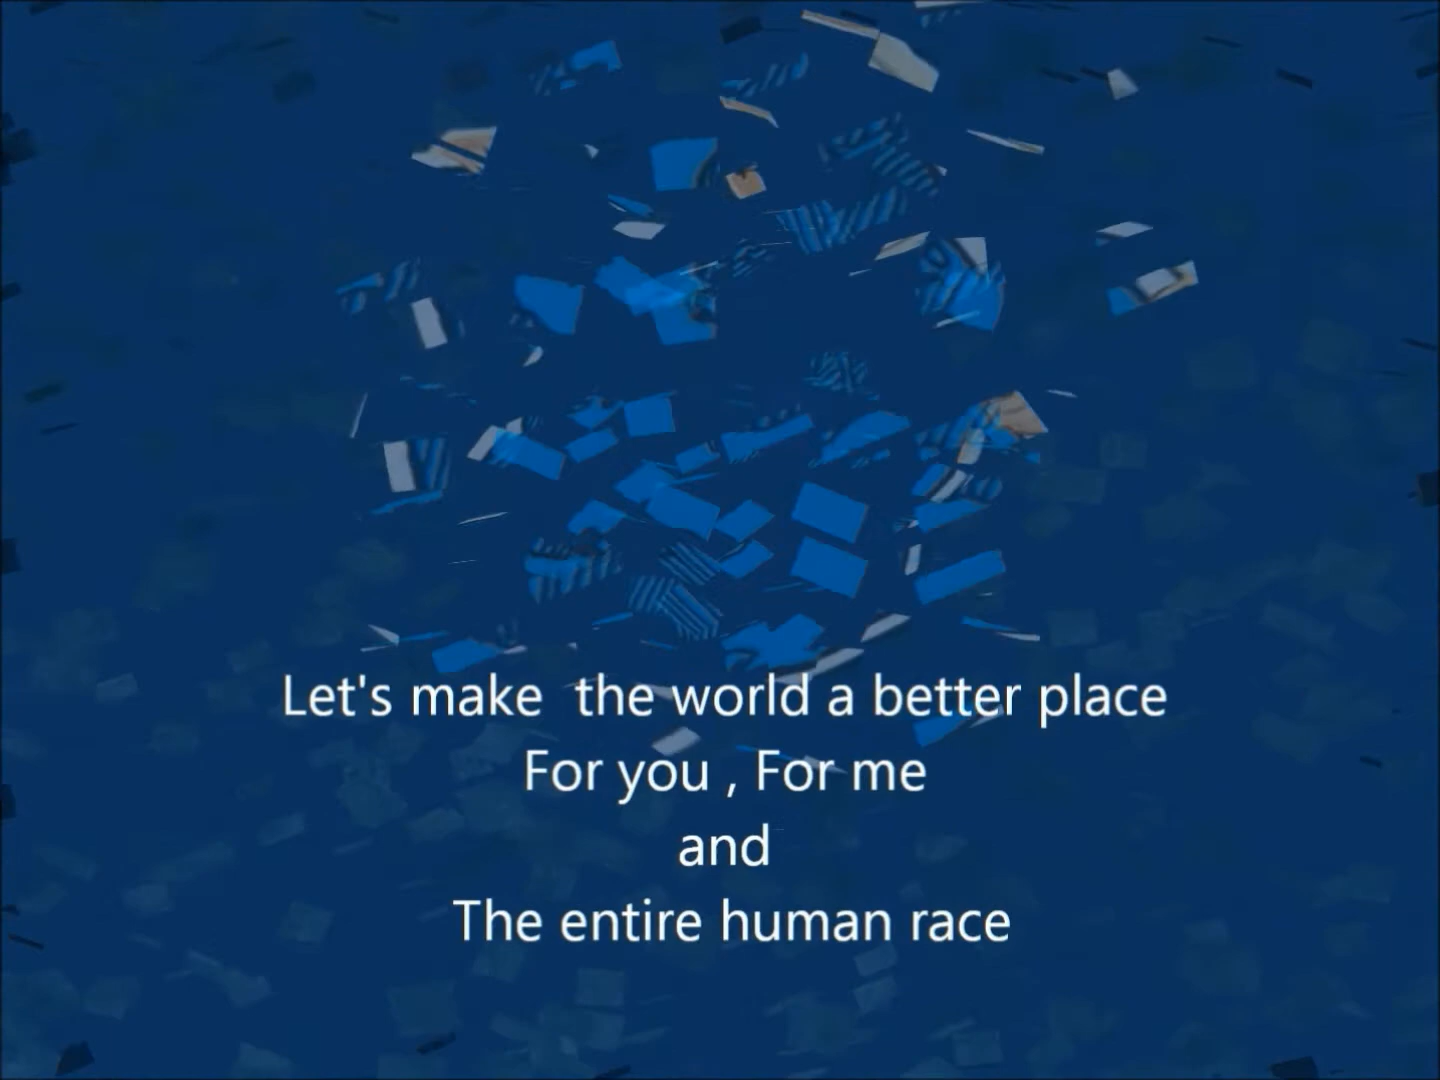 Let's make  the world a better place
For you , For me
and
The entire human race